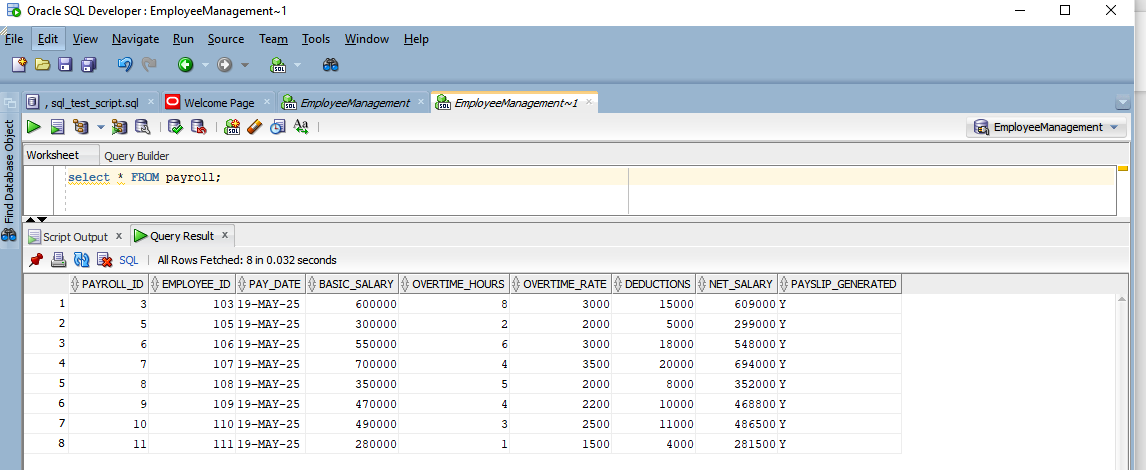 Oracle SQL Developer : EmployeeManagement~1
File Edit View Navigate Run Source Team Tools Window Help
, sql_test_script.sql Welcome Page EmployeeManagement EmployeeManagement~1
EmployeeManagement
Find Database Object
Worksheet Query Builder
select * FROM payroll;
Script Output x Query Result x
SQL All Rows Fetched: 8 in 0.032 seconds
PAYROLL_ID EMPLOYEE_ID PAY_DATE BASIC_SALARY OVERTIME_HOURS OVERTIME_RATE DEDUCTIONS NET_SALARY PAYSLIP_GENERATED
1 3 103 19-MAY-25 600000 8 3000 15000 609000 Y
2 5 105 19-MAY-25 300000 2 2000 5000 299000 Y
3 6 106 19-MAY-25 550000 6 3000 18000 548000 Y
4 7 107 19-MAY-25 700000 4 3500 20000 694000 Y
5 8 108 19-MAY-25 350000 5 2000 8000 352000 Y
6 9 109 19-MAY-25 470000 4 2200 10000 468800 Y
7 10 110 19-MAY-25 490000 3 2500 11000 486500 Y
8 11 111 19-MAY-25 280000 1 1500 4000 281500 Y